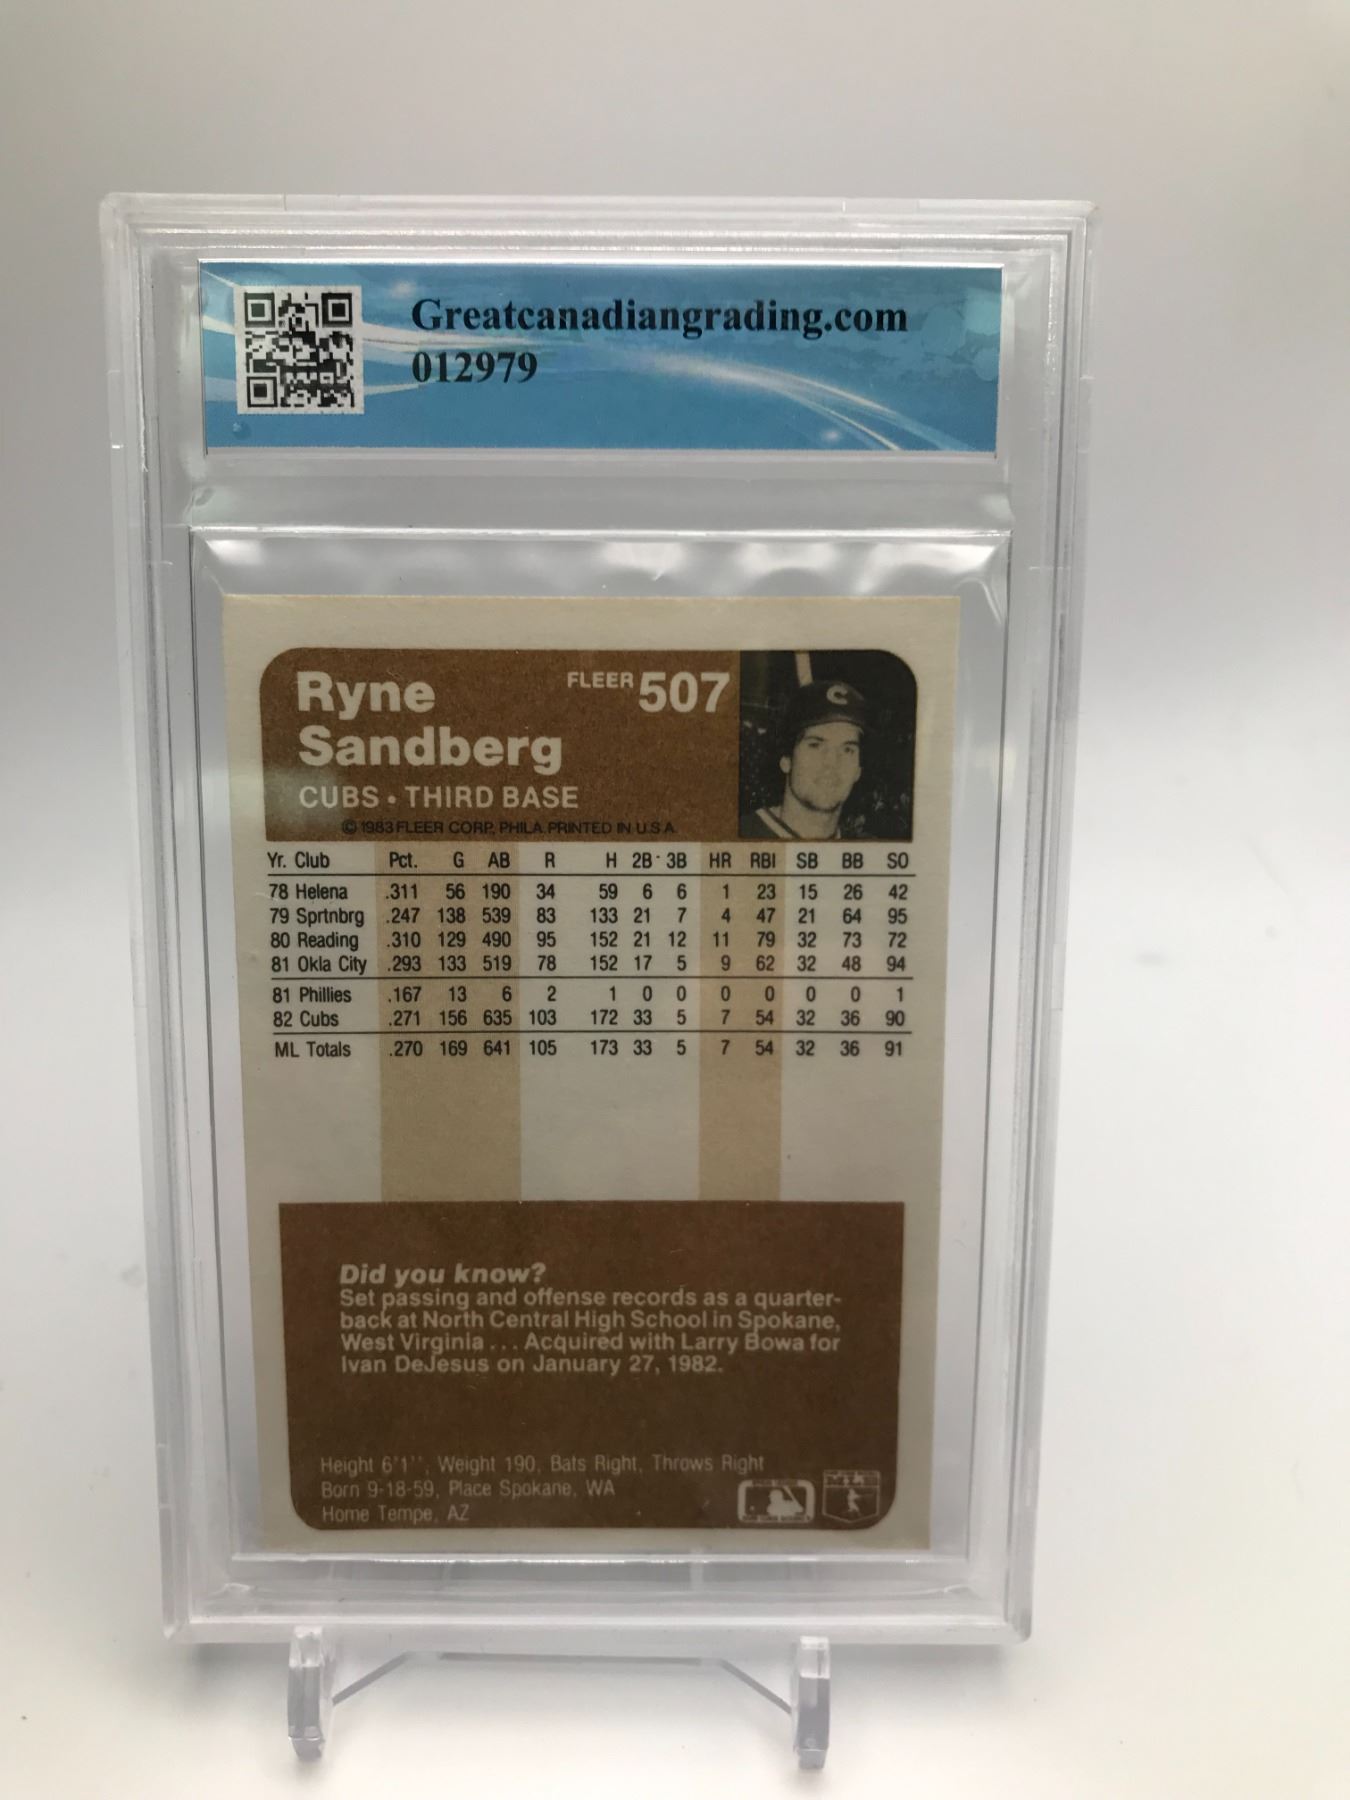 Greatcanadiangrading.com
012979
Ryne
Sandberg
FLEER 507
C
CUBS • THIRD BASE
© 1983 FLEER CORP., PHILA. PRINTED IN U.S.A.
Yr. Club Pct. G AB R H 2B 3B HR RBI SB BB SO
78 Helena .311 56 190 34 59 6 6 1 23 15 26 42
79 Sprtnbrg .247 138 539 83 133 21 7 4 47 21 64 95
80 Reading .310 129 490 95 152 21 12 11 79 32 73 72
81 Okla City .293 133 519 78 152 17 5 9 62 32 48 94
81 Phillies .167 13 6 2 1 0 0 0 0 0 0 1
82 Cubs .271 156 635 103 172 33 5 7 54 32 36 90
ML Totals .270 169 641 105 173 33 5 7 54 32 36 91
Did you know?
Set passing and offense records as a quarter-
back at North Central High School in Spokane,
West Virginia . . . Acquired with Larry Bowa for
Ivan DeJesus on January 27, 1982.
Height 6'1'', Weight 190, Bats Right, Throws Right
Born 9-18-59, Place Spokane, WA
Home Tempe, AZ